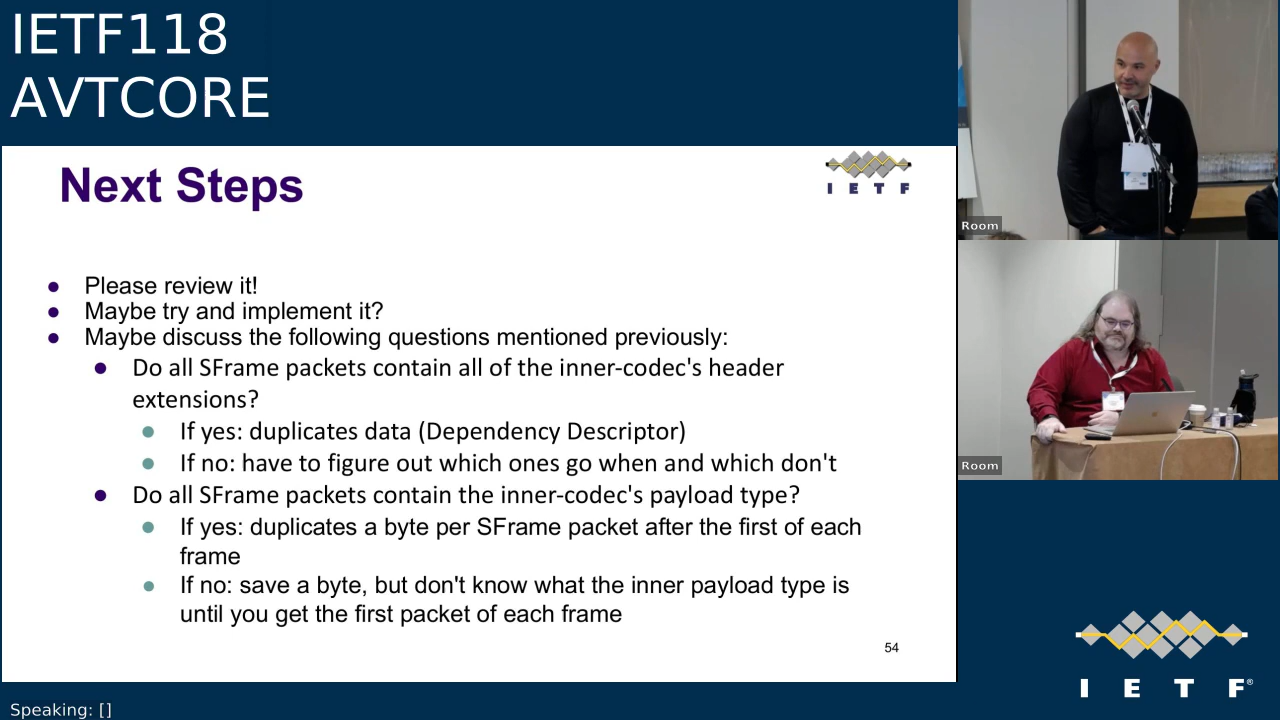 IETF118
AVTCORE
Next Steps
I E T F
● Please review it!
● Maybe try and implement it?
● Maybe discuss the following questions mentioned previously:
● Do all SFrame packets contain all of the inner-codec's header
extensions?
● If yes: duplicates data (Dependency Descriptor)
● If no: have to figure out which ones go when and which don't
● Do all SFrame packets contain the inner-codec's payload type?
● If yes: duplicates a byte per SFrame packet after the first of each
frame
● If no: save a byte, but don't know what the inner payload type is
until you get the first packet of each frame
54
Room
Room
I E T F®
Speaking: []